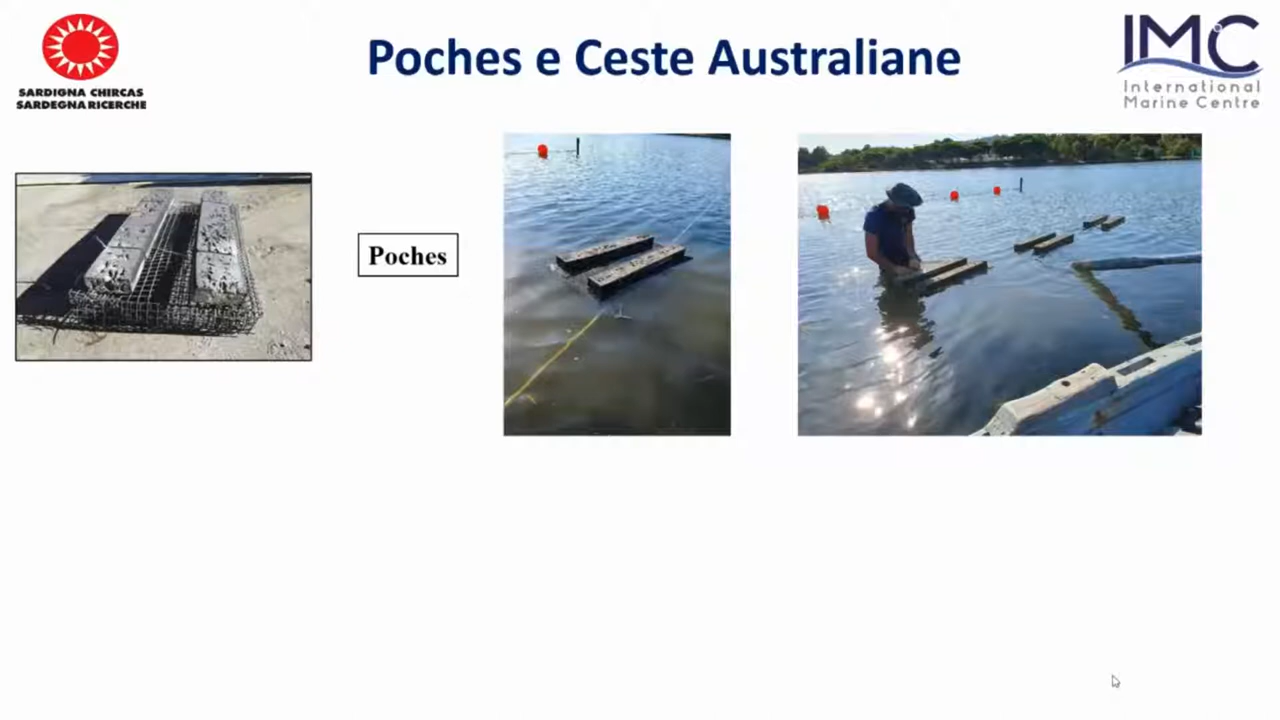 SARDIGNA CHIRCAS
SARDEGNA RICERCHE
Poches e Ceste Australiane
IMC
International
Marine Centre
Poches